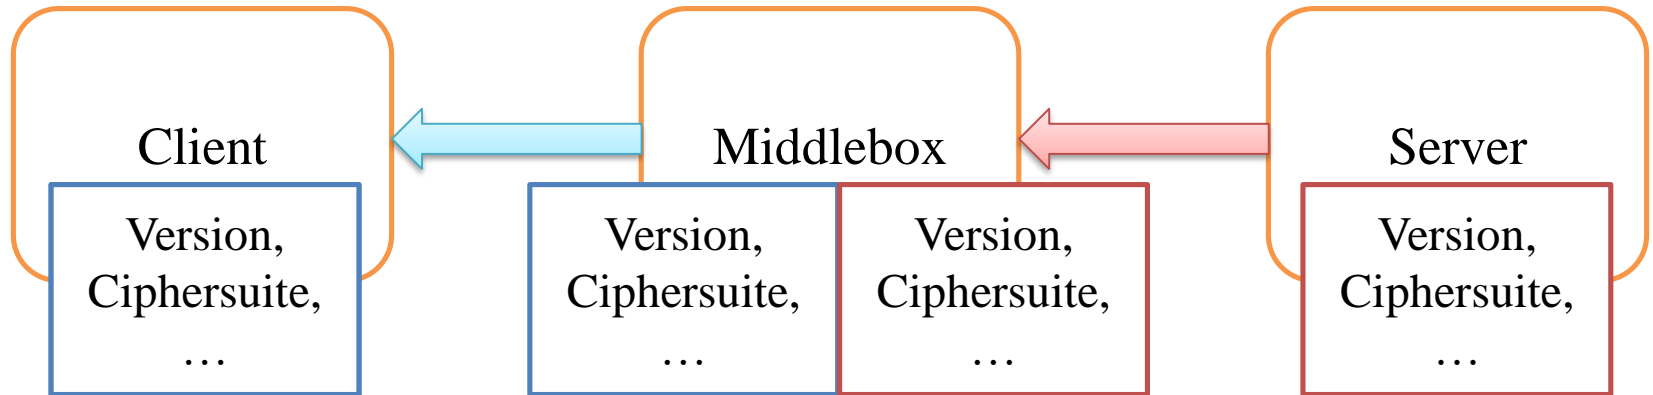 Client
Middlebox
Server
Version,
Ciphersuite,
…
Version,
Ciphersuite,
…
Version,
Ciphersuite,
…
Version,
Ciphersuite,
…